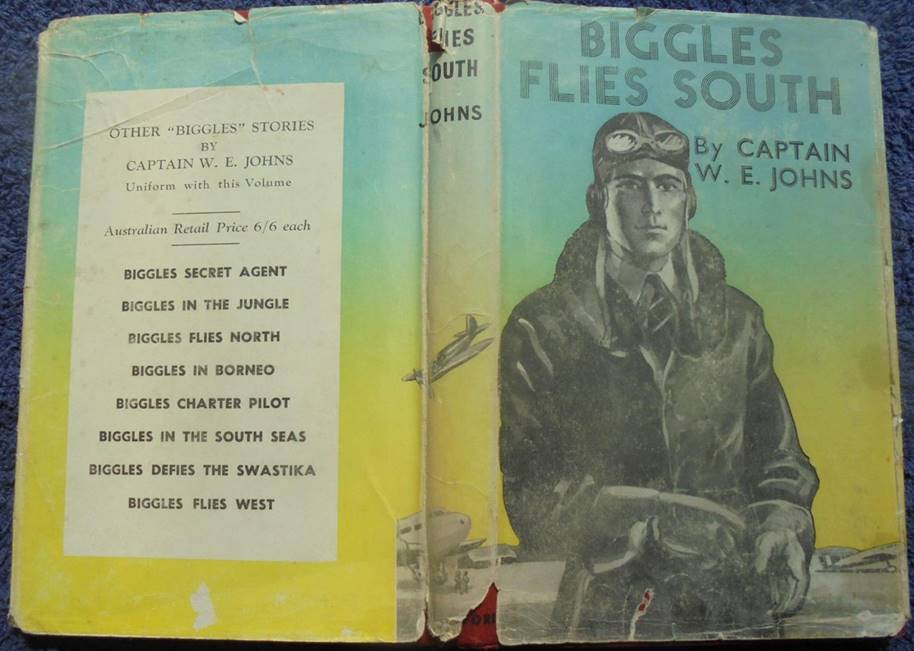 OTHER "BIGGLES" STORIES
BY
CAPTAIN W. E. JOHNS
Uniform with this Volume
Australian Retail Price 6/6 each
BIGGLES SECRET AGENT
BIGGLES IN THE JUNGLE
BIGGLES FLIES NORTH
BIGGLES IN BORNEO
BIGGLES CHARTER PILOT
BIGGLES IN THE SOUTH SEAS
BIGGLES DEFIES THE SWASTIKA
BIGGLES FLIES WEST
BIGGLES
FLIES
SOUTH
JOHNS
BIGGLES
FLIES SOUTH
By CAPTAIN
W. E. JOHNS